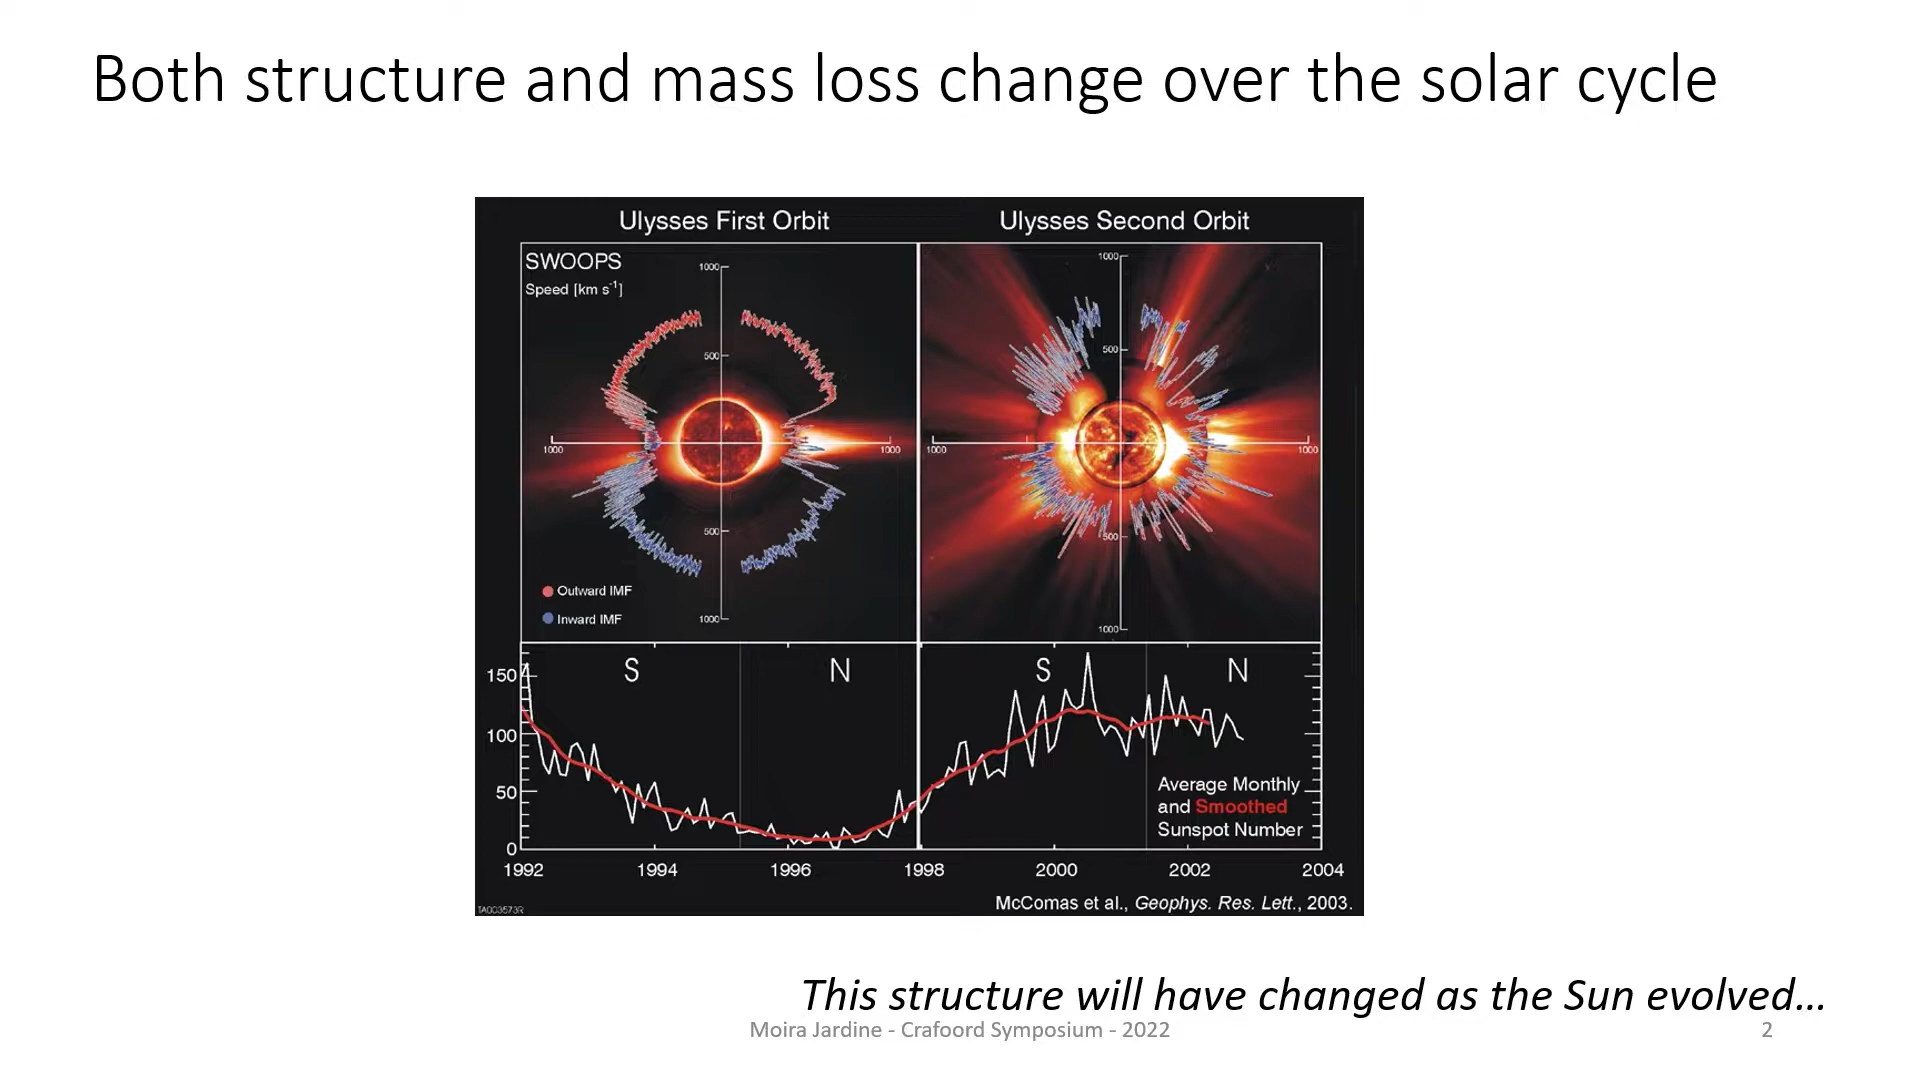 Both structure and mass loss change over the solar cycle
Ulysses First Orbit
Ulysses Second Orbit
SWOOPS
Speed [km s-1]
1000
500
1000
1000
500
1000
Outward IMF
Inward IMF
1000
500
1000
1000
500
1000
S
N
S
N
150
100
50
0
Average Monthly
and Smoothed
Sunspot Number
1992
1994
1996
1998
2000
2002
2004
TA003573R
McComas et al., Geophys. Res. Lett., 2003.
This structure will have changed as the Sun evolved...
Moira Jardine - Crafoord Symposium - 2022
2